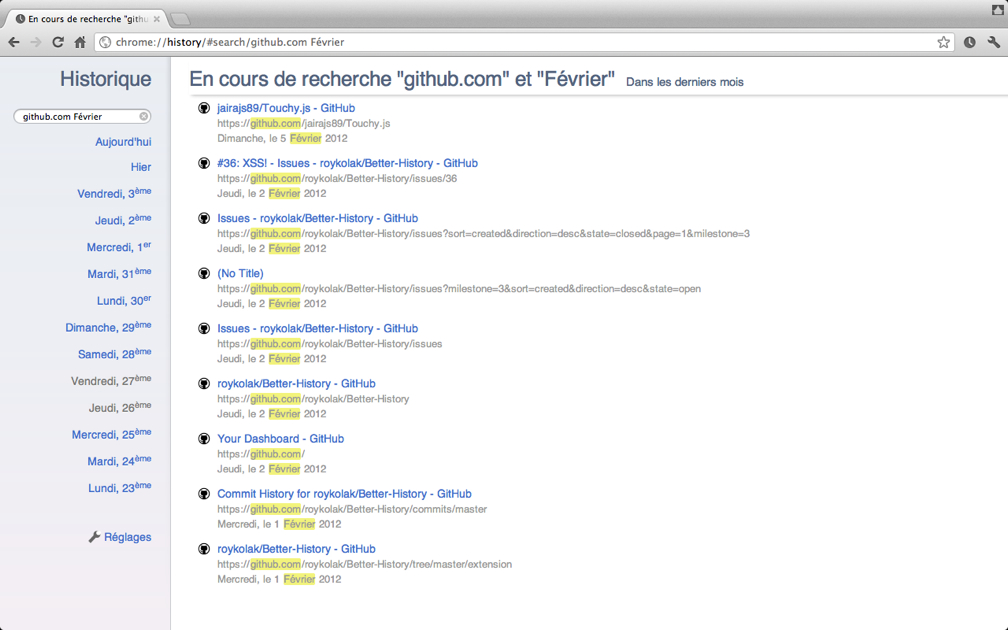 En cours de recherche "githu
chrome://history/#search/github.com Février
Historique
github.com Février
Aujourd'hui
Hier
Vendredi, 3ème
Jeudi, 2ème
Mercredi, 1er
Mardi, 31ème
Lundi, 30er
Dimanche, 29ème
Samedi, 28ème
Vendredi, 27ème
Jeudi, 26ème
Mercredi, 25ème
Mardi, 24ème
Lundi, 23ème
Réglages
En cours de recherche "github.com" et "Février" Dans les derniers mois
jairajs89/Touchy.js - GitHub
https://github.com/jairajs89/Touchy.js
Dimanche, le 5 Février 2012
#36: XSS! - Issues - roykolak/Better-History - GitHub
https://github.com/roykolak/Better-History/issues/36
Jeudi, le 2 Février 2012
Issues - roykolak/Better-History - GitHub
https://github.com/roykolak/Better-History/issues?sort=created&direction=desc&state=closed&page=1&milestone=3
Jeudi, le 2 Février 2012
(No Title)
https://github.com/roykolak/Better-History/issues?milestone=3&sort=created&direction=desc&state=open
Jeudi, le 2 Février 2012
Issues - roykolak/Better-History - GitHub
https://github.com/roykolak/Better-History/issues
Jeudi, le 2 Février 2012
roykolak/Better-History - GitHub
https://github.com/roykolak/Better-History
Jeudi, le 2 Février 2012
Your Dashboard - GitHub
https://github.com/
Jeudi, le 2 Février 2012
Commit History for roykolak/Better-History - GitHub
https://github.com/roykolak/Better-History/commits/master
Mercredi, le 1 Février 2012
roykolak/Better-History - GitHub
https://github.com/roykolak/Better-History/tree/master/extension
Mercredi, le 1 Février 2012